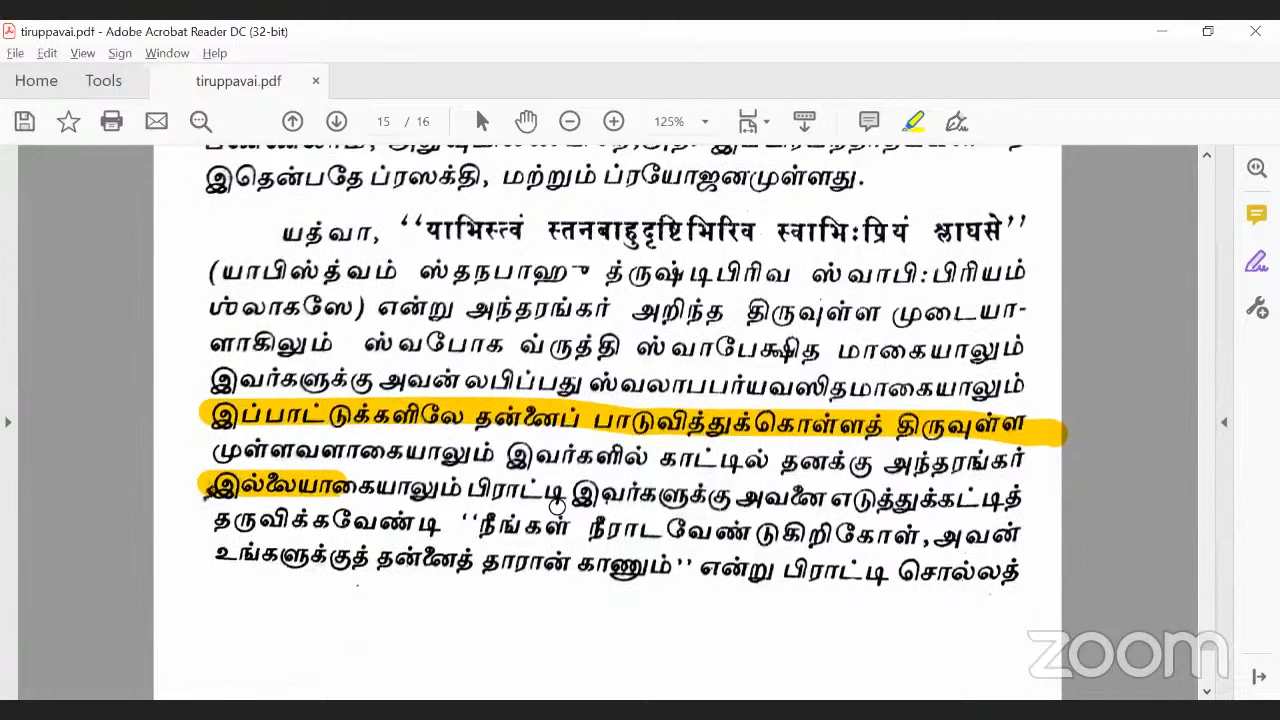 tiruppavai.pdf - Adobe Acrobat Reader DC (32-bit)
File Edit View Sign Window Help
Home Tools tiruppavai.pdf ×
15 / 16 125%
இதென்பதே ப்ரஸக்தி, மற்றும் ப்ரயோஜனமுள்ளது.
யத்வா, “याभिस्त्वं स्तनबाहुदृष्टिभिरिव स्वाभिःप्रियं श्लाघसे”
(யாபிஸ்த்வம் ஸ்தநபாஹு த்ருஷ்டிபிரிவ ஸ்வாபி:பிரியம்
ஶ்லாகஸே) என்று அந்தரங்கர் அறிந்த திருவுள்ள முடையா-
ளாகிலும் ஸ்வபோக வ்ருத்தி ஸ்வாபேக்ஷித மாகையாலும்
இவர்களுக்கு அவன் லபிப்பது ஸ்வலாபபர்யவஸிதமாகையாலும்
இப்பாட்டுக்களிலே தன்னைப் பாடுவித்துக்கொள்ளத் திருவுள்ள
முள்ளவளாகையாலும் இவர்களில் காட்டில் தனக்கு அந்தரங்கர்
இல்லையாகையாலும் பிராட்டி இவர்களுக்கு அவனை எடுத்துக்கட்டித்
தருவிக்கவேண்டி “நீங்கள் நீராடவேண்டுகிறிகோள், அவன்
உங்களுக்குத் தன்னைத் தாரான் காணும்” என்று பிராட்டி சொல்லத்
zoom